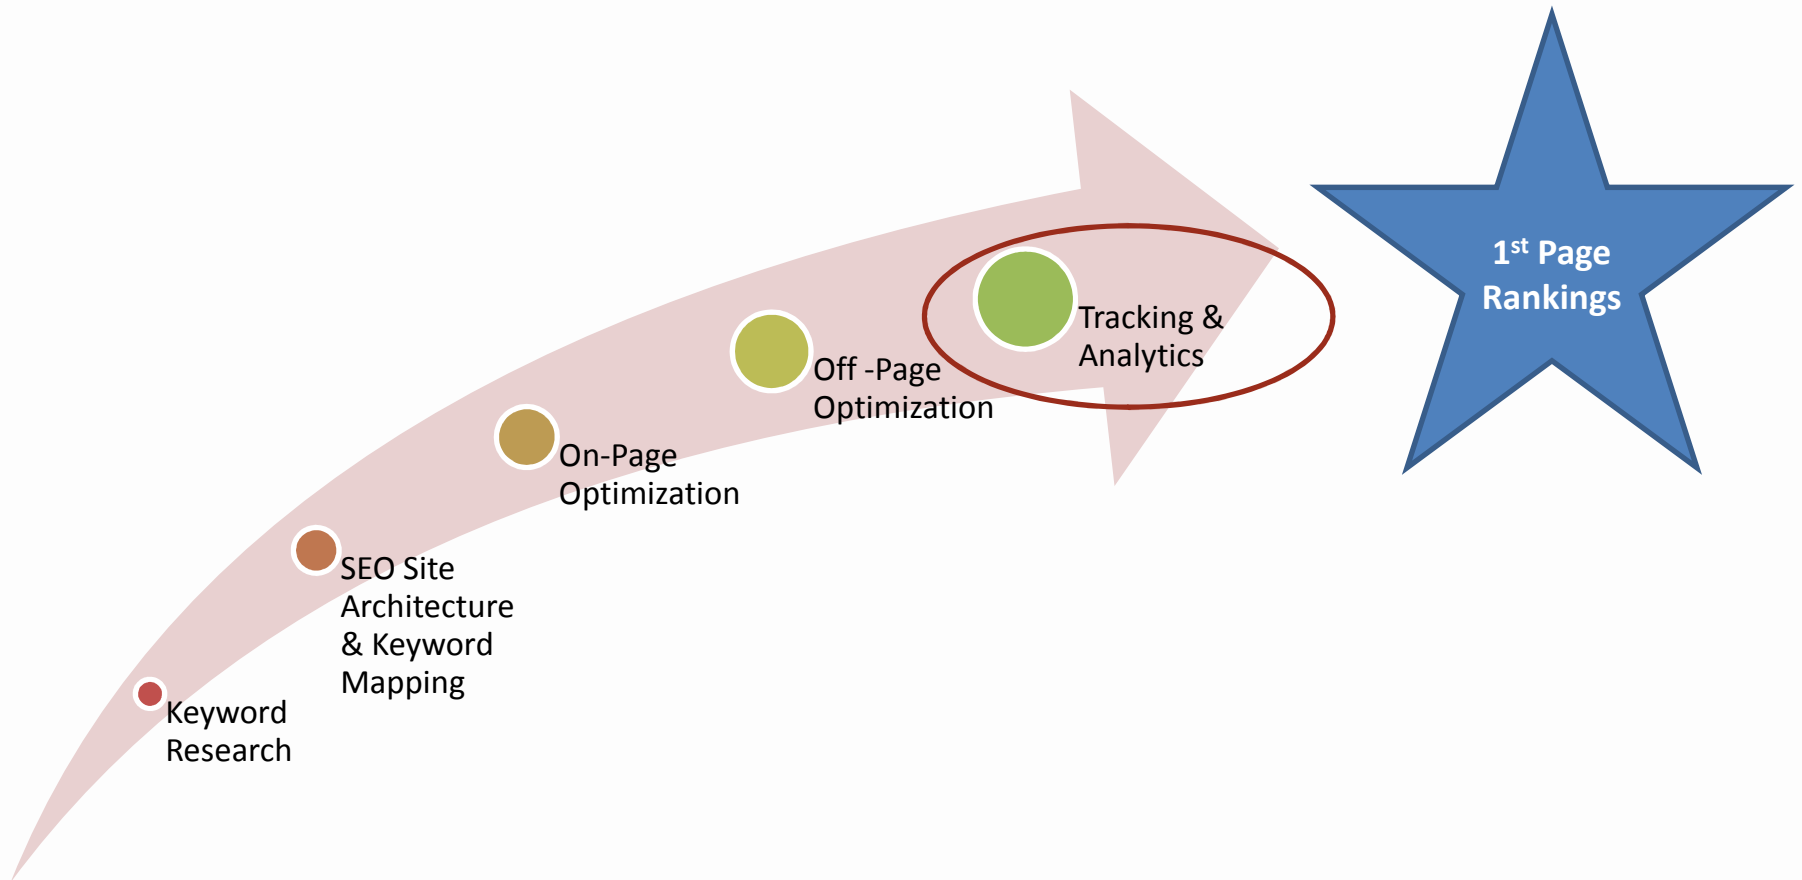 1st Page
Rankings
Tracking &
Analytics
Off -Page
Optimization
On-Page
Optimization
SEO Site
Architecture
& Keyword
Mapping
Keyword
Research